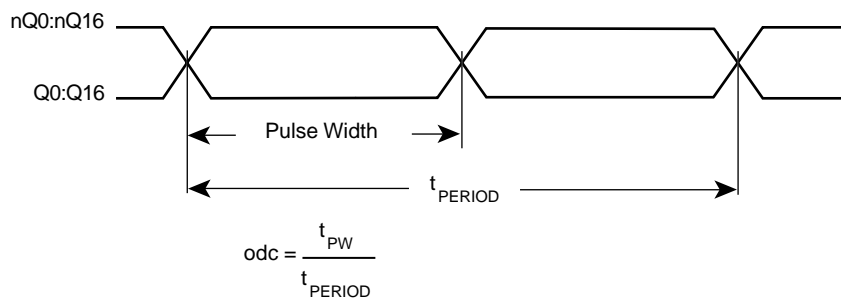 nQ0:nQ16
Q0:Q16
Pulse Width
tPERIOD
odc = tPW
tPERIOD